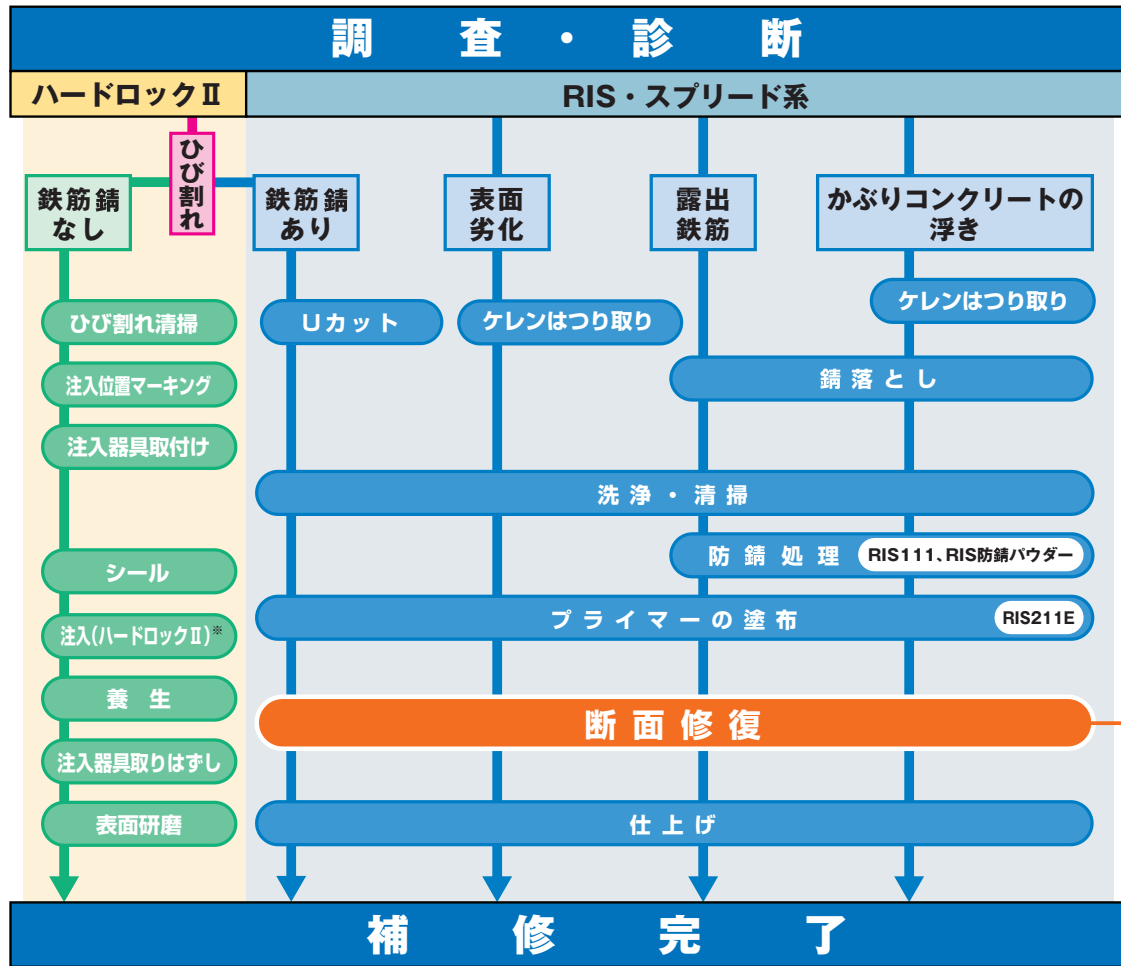 調査・診断
ハードロックⅡ
RIS・スプリード系
ひび割れ
鉄筋錆
なし
鉄筋錆
あり
表面
劣化
露出
鉄筋
かぶりコンクリートの
浮き
ひび割れ清掃
注入位置マーキング
注入器具取付け
シール
注入(ハードロックⅡ)※
養生
注入器具取りはずし
表面研磨
Uカット
ケレンはつり取り
ケレンはつり取り
錆落とし
洗浄・清掃
防錆処理 RIS111、RIS防錆パウダー
プライマーの塗布 RIS211E
断面修復
仕上げ
補修完了